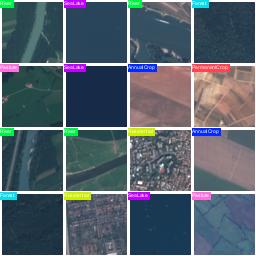 River
SeaLake
River
Forest
Pasture
SeaLake
AnnualCrop
PermanentCrop
River
River
Residential
AnnualCrop
Forest
Residential
SeaLake
Pasture